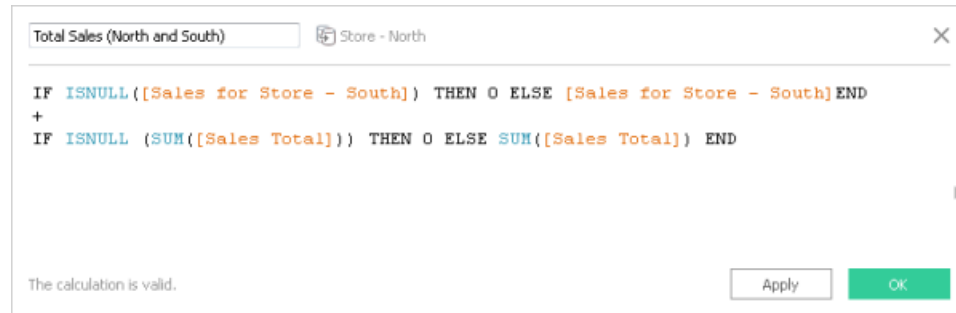 Total Sales (North and South) Store - North
IF ISNULL([Sales for Store - South]) THEN 0 ELSE [Sales for Store - South]END
+
IF ISNULL (SUM([Sales Total])) THEN 0 ELSE SUM([Sales Total]) END
The calculation is valid. Apply OK